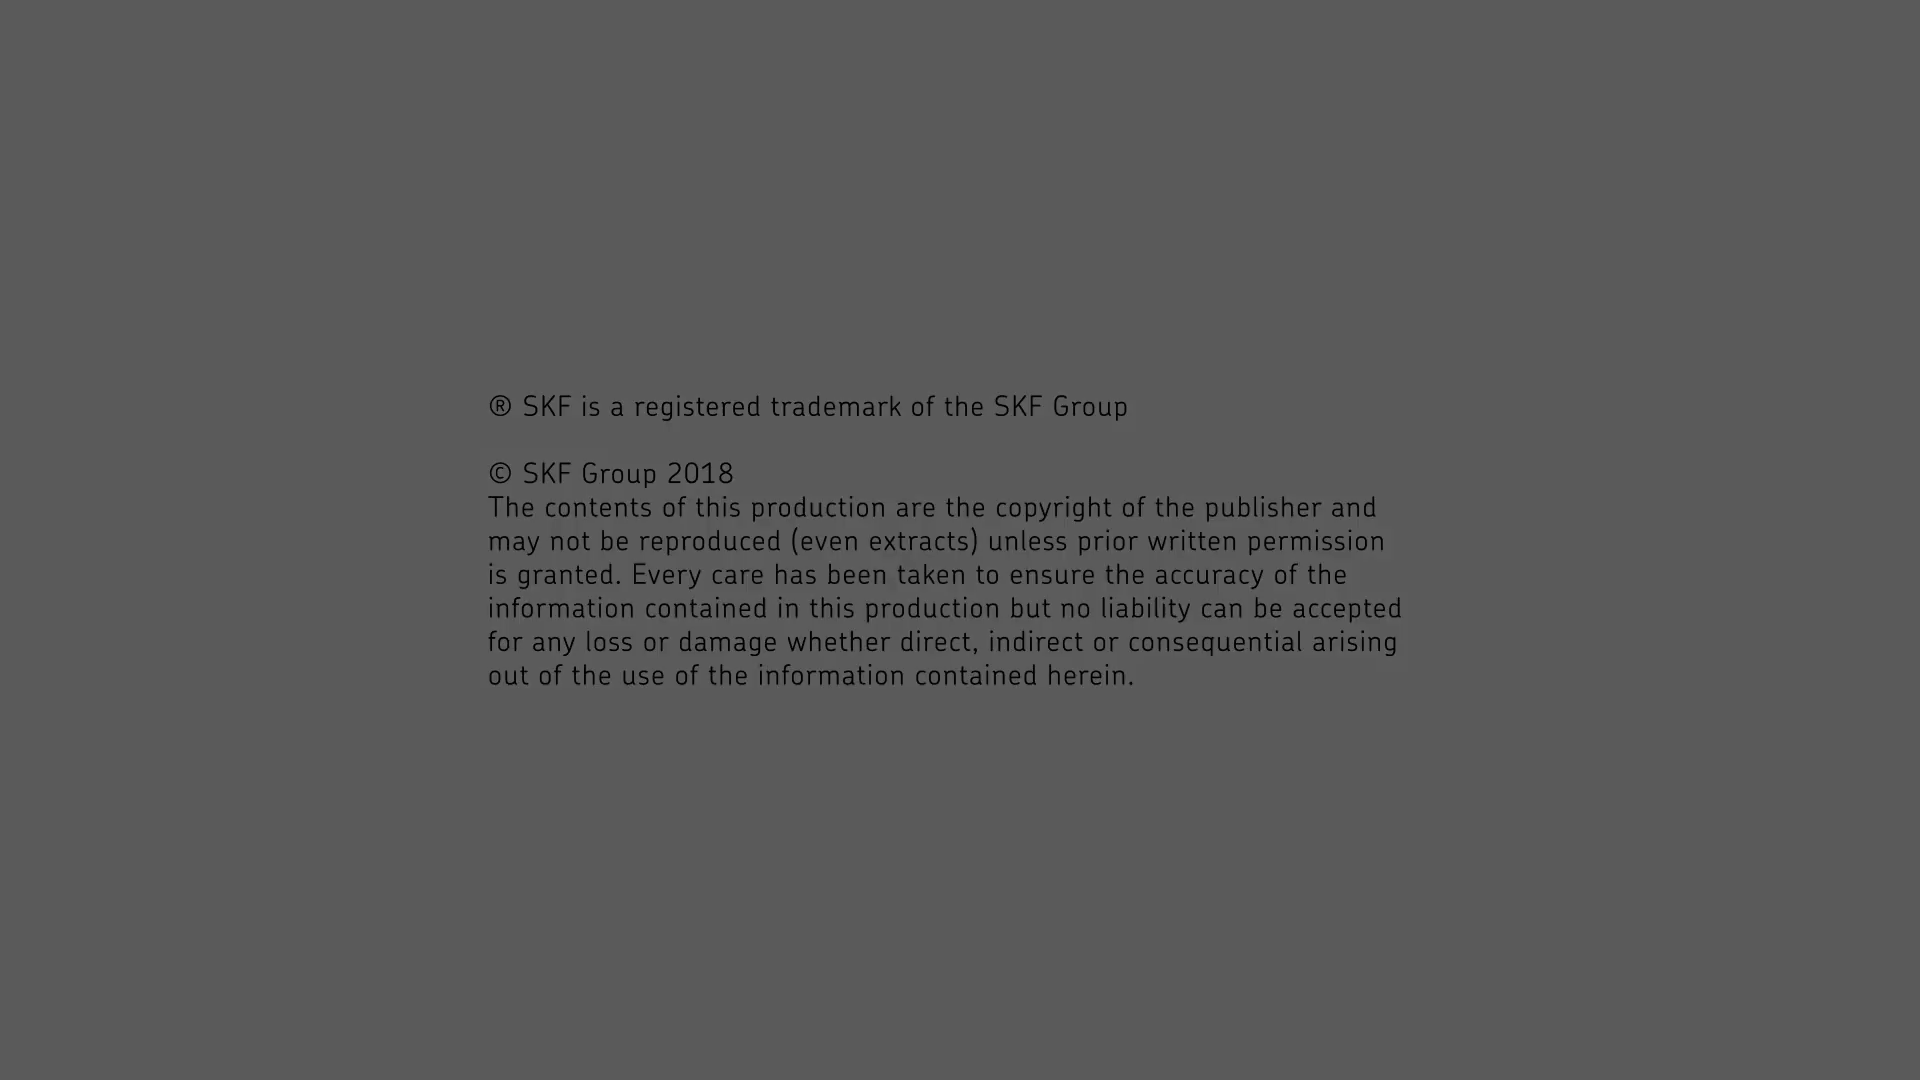 ® SKF is a registered trademark of the SKF Group
© SKF Group 2018
The contents of this production are the copyright of the publisher and
may not be reproduced (even extracts) unless prior written permission
is granted. Every care has been taken to ensure the accuracy of the
information contained in this production but no liability can be accepted
for any loss or damage whether direct, indirect or consequential arising
out of the use of the information contained herein.